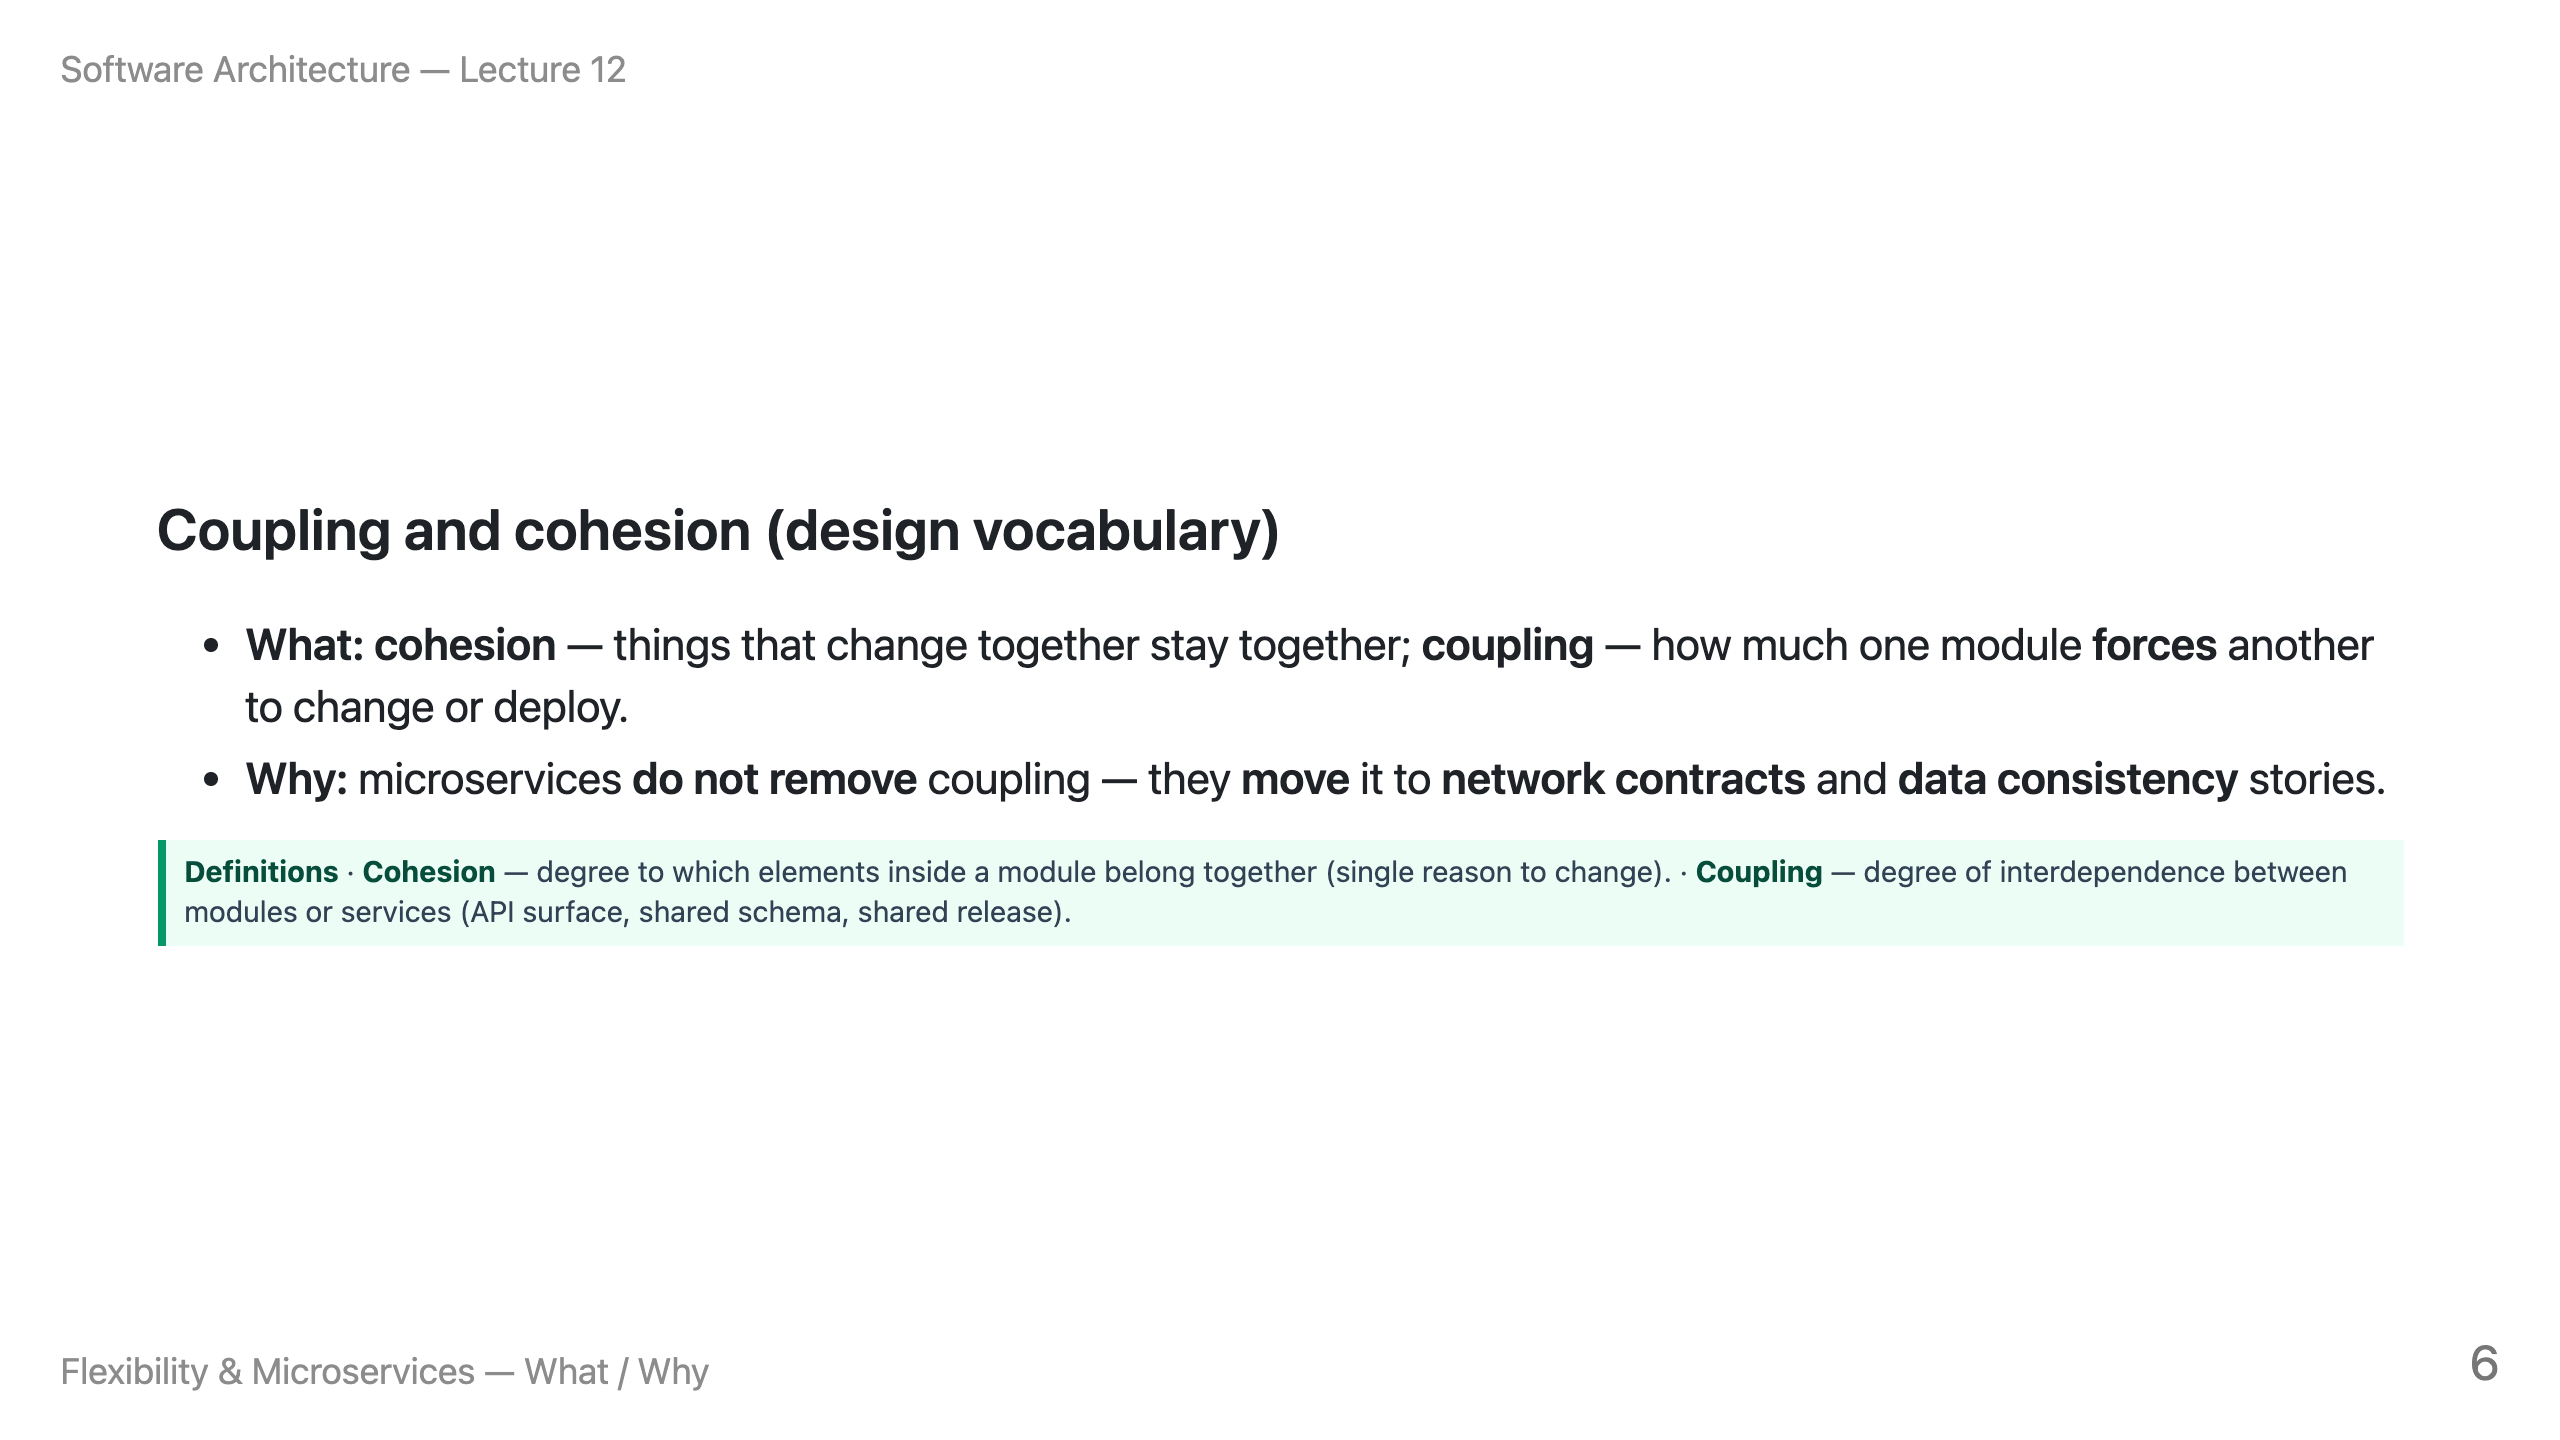 Software Architecture — Lecture 12
Coupling and cohesion (design vocabulary)
• What: cohesion — things that change together stay together; coupling — how much one module forces another
to change or deploy.
• Why: microservices do not remove coupling — they move it to network contracts and data consistency stories.
Definitions · Cohesion — degree to which elements inside a module belong together (single reason to change). · Coupling — degree of interdependence between
modules or services (API surface, shared schema, shared release).
Flexibility & Microservices — What / Why
6